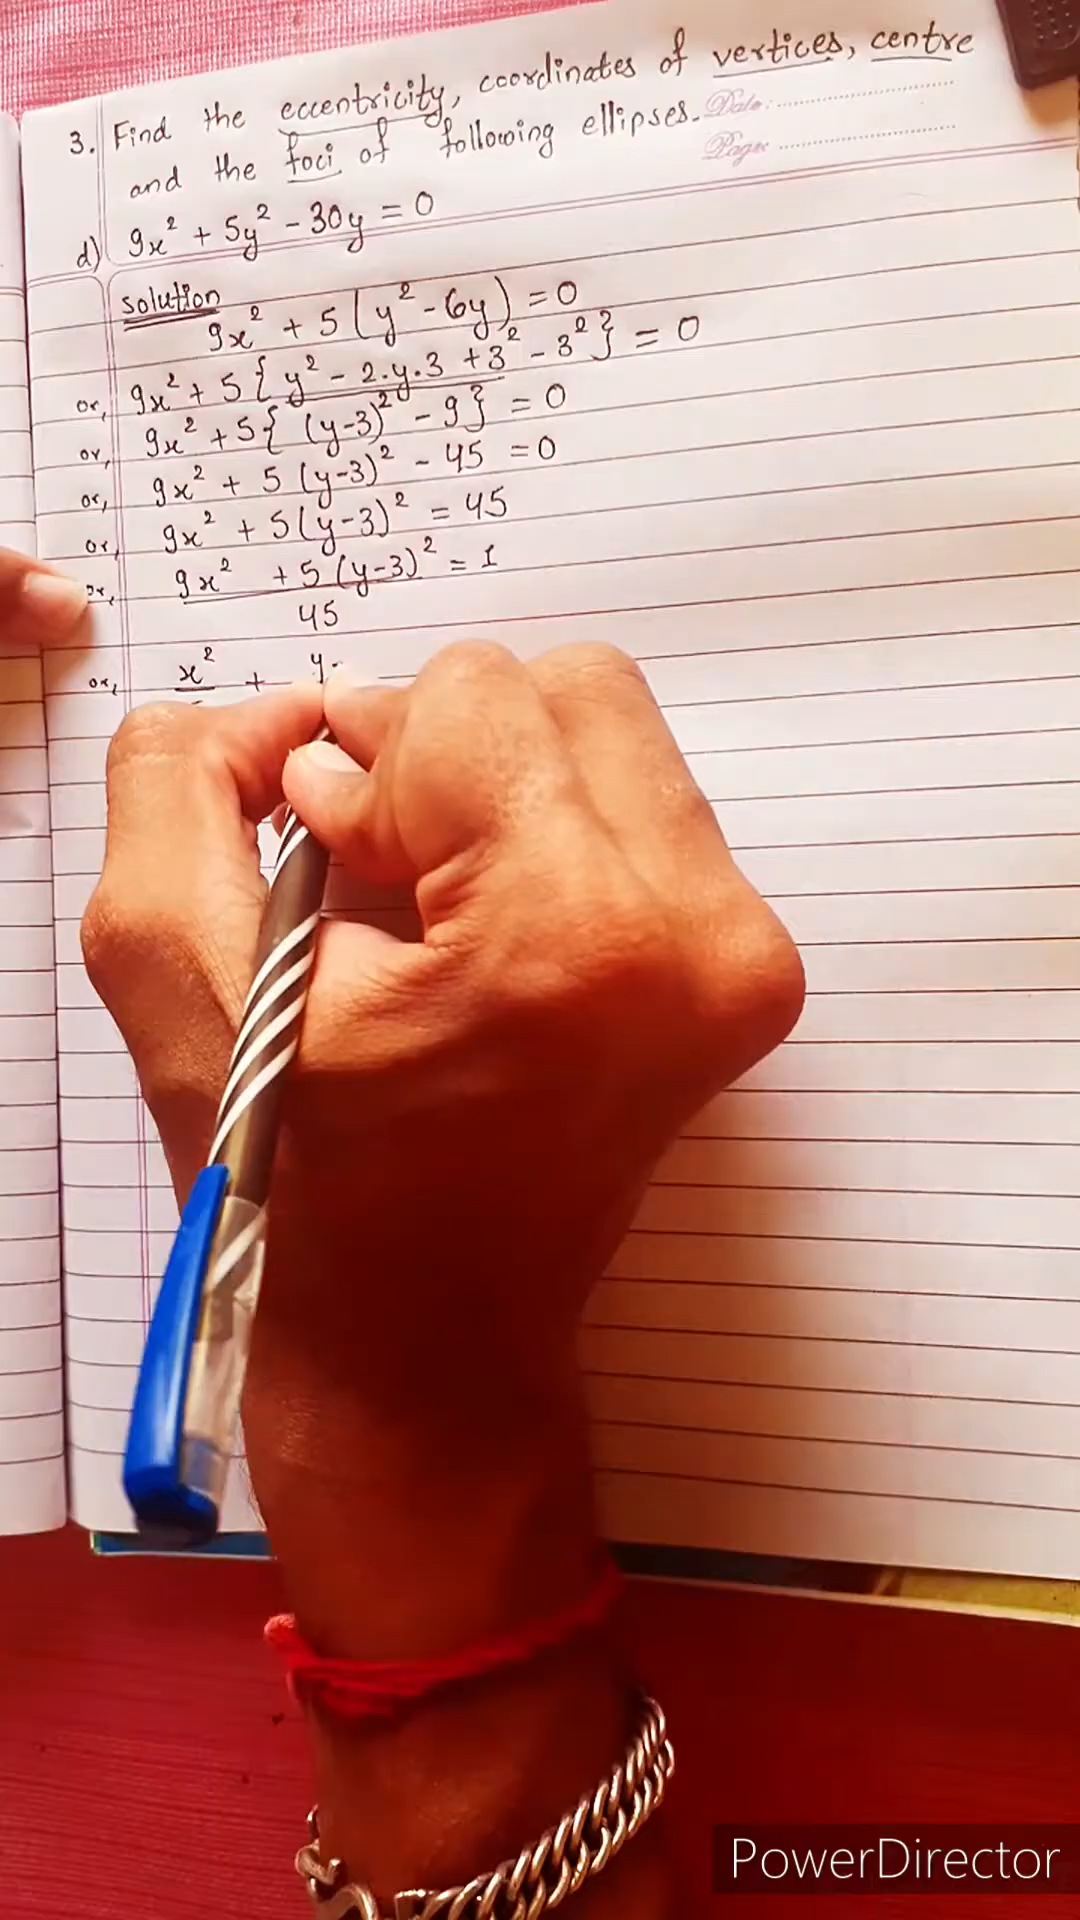 3. Find the eccentricity, coordinates of vertices, centre
and the foci of following ellipses.
Date:
Page:
d) 9x² + 5y² - 30y = 0
solution
9x² + 5(y² - 6y) = 0
or, 9x² + 5{y² - 2.y.3 + 3² - 3²} = 0
or, 9x² + 5{(y-3)² - 9} = 0
or, 9x² + 5(y-3)² - 45 = 0
or, 9x² + 5(y-3)² = 45
or, 9x² + 5(y-3)² = 1
45
or, x² + y-
PowerDirector